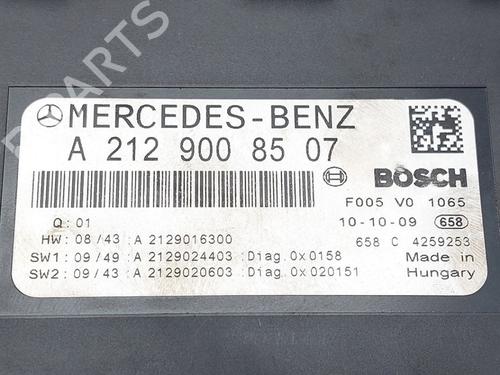 MERCEDES-BENZ
A 212 900 85 07
BOSCH
F005 V0 1065
Q: 01
10-10-09 658
HW: 08/43: A 2129016300
658 C 4259253
SW1: 09/49: A 2129024403: Diag. 0x0158
Made in
SW2: 09/43: A 2129020603: Diag. 0x020151
Hungary
PARTS